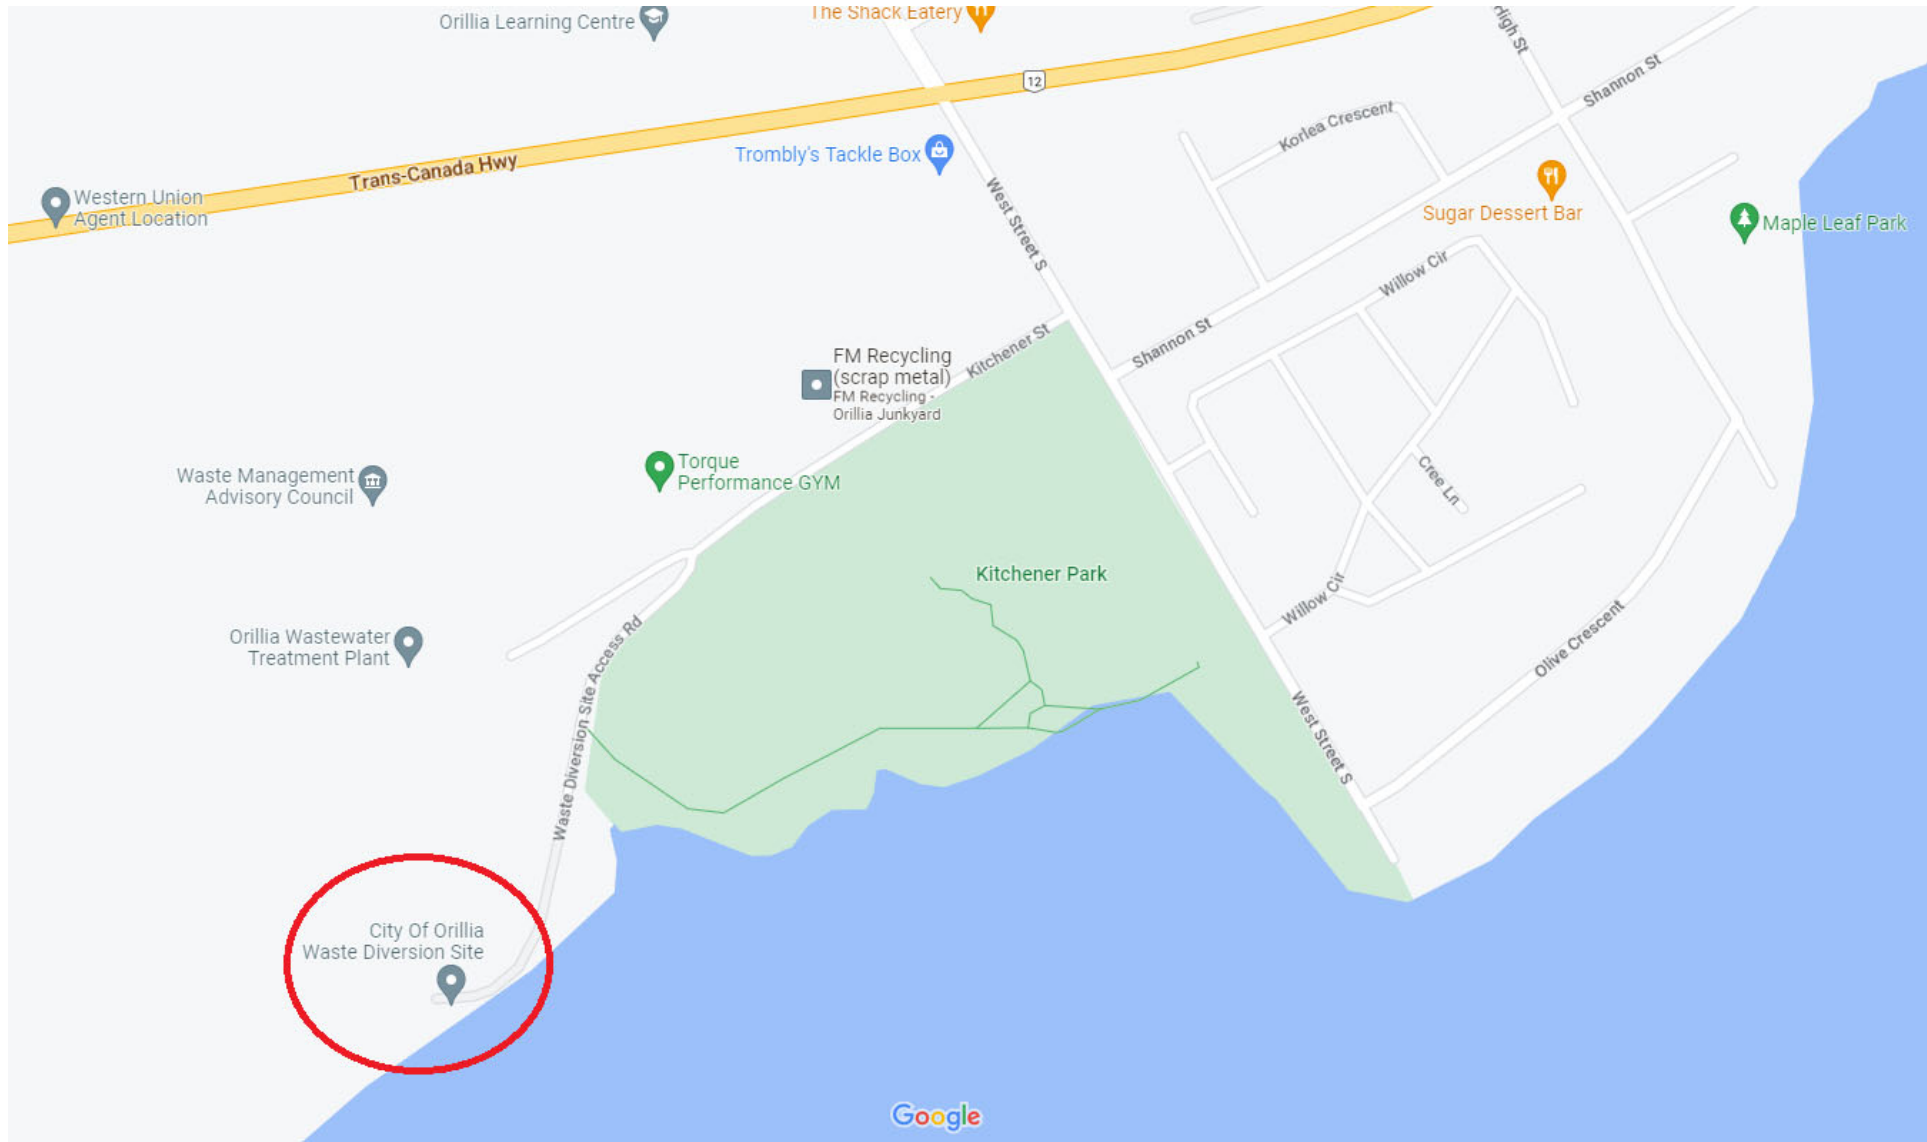 Orillia Learning Centre
The Shack Eatery
12
High St
Shannon St
Korlea Crescent
Trombly's Tackle Box
Trans-Canada Hwy
Western Union
Agent Location
West Street S
Sugar Dessert Bar
Maple Leaf Park
Willow Cir
Shannon St
Kitchener St
FM Recycling
(scrap metal)
FM Recycling -
Orillia Junkyard
Torque
Performance GYM
Waste Management
Advisory Council
Cree Ln
Kitchener Park
Willow Cir
Olive Crescent
Orillia Wastewater
Treatment Plant
Waste Diversion Site Access Rd
West Street S
City Of Orillia
Waste Diversion Site
Google